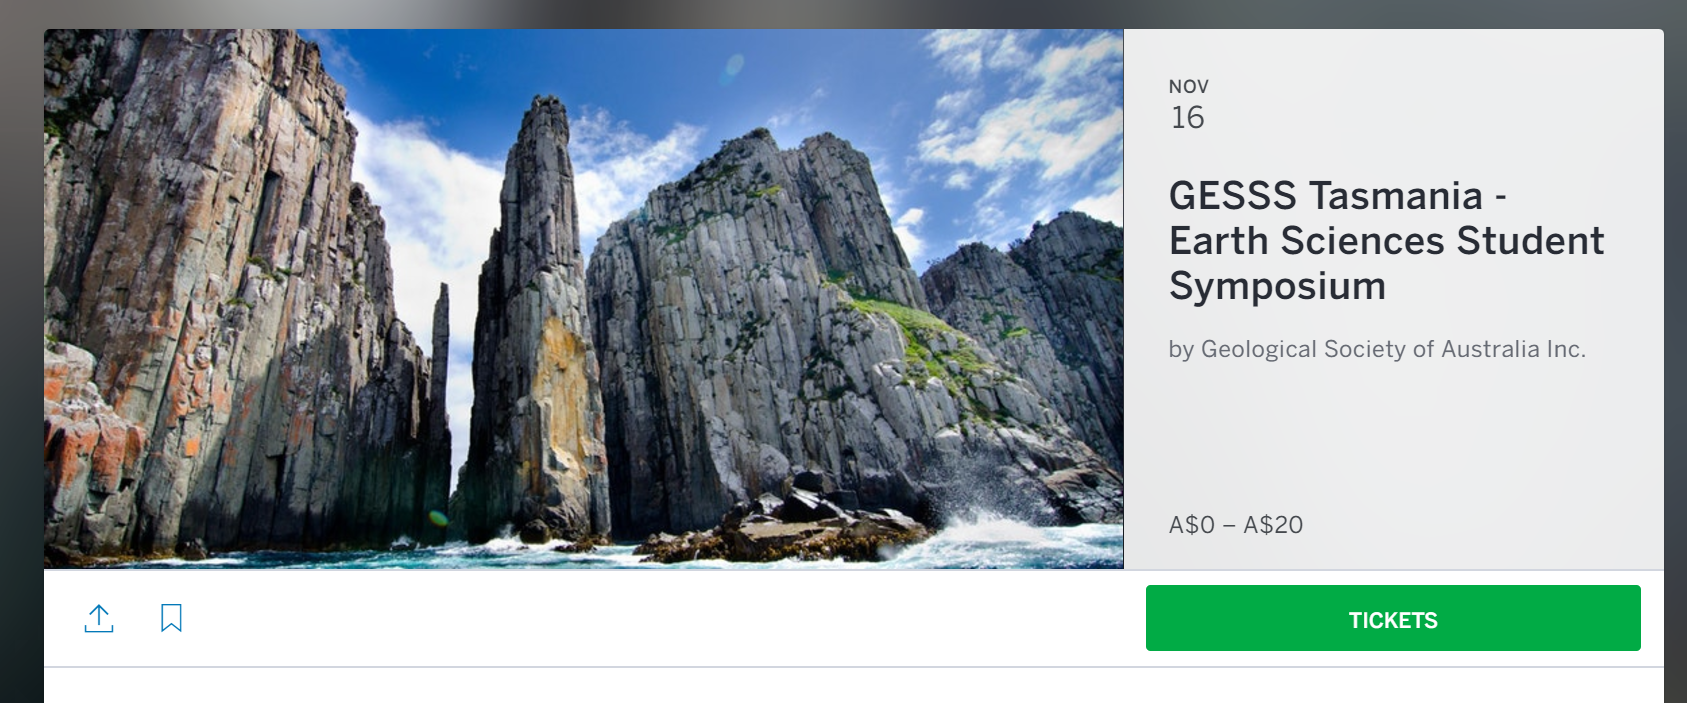 NOV
16
GESSS Tasmania -
Earth Sciences Student
Symposium
by Geological Society of Australia Inc.
A$0 – A$20
TICKETS